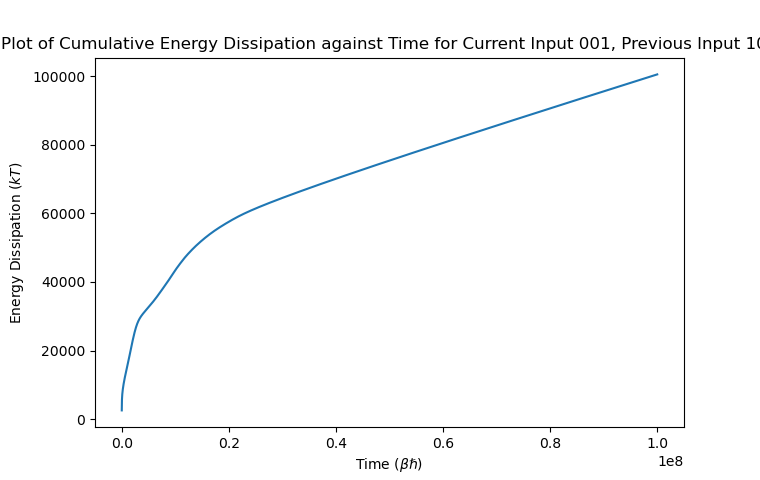 Plot of Cumulative Energy Dissipation against Time for Current Input 001, Previous Input 10
100000
80000
60000
40000
20000
0
Energy Dissipation (kT)
0.0 0.2 0.4 0.6 0.8 1.0
1e8
Time (βℏ)